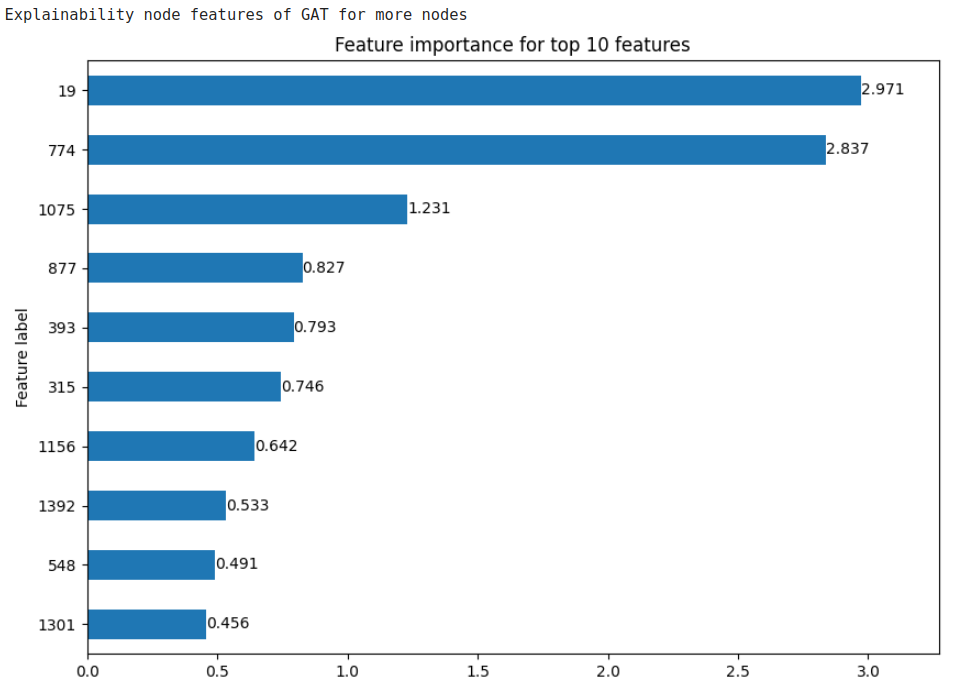 Explainability node features of GAT for more nodes
Feature importance for top 10 features
Feature label
19 2.971
774 2.837
1075 1.231
877 0.827
393 0.793
315 0.746
1156 0.642
1392 0.533
548 0.491
1301 0.456
0.0 0.5 1.0 1.5 2.0 2.5 3.0